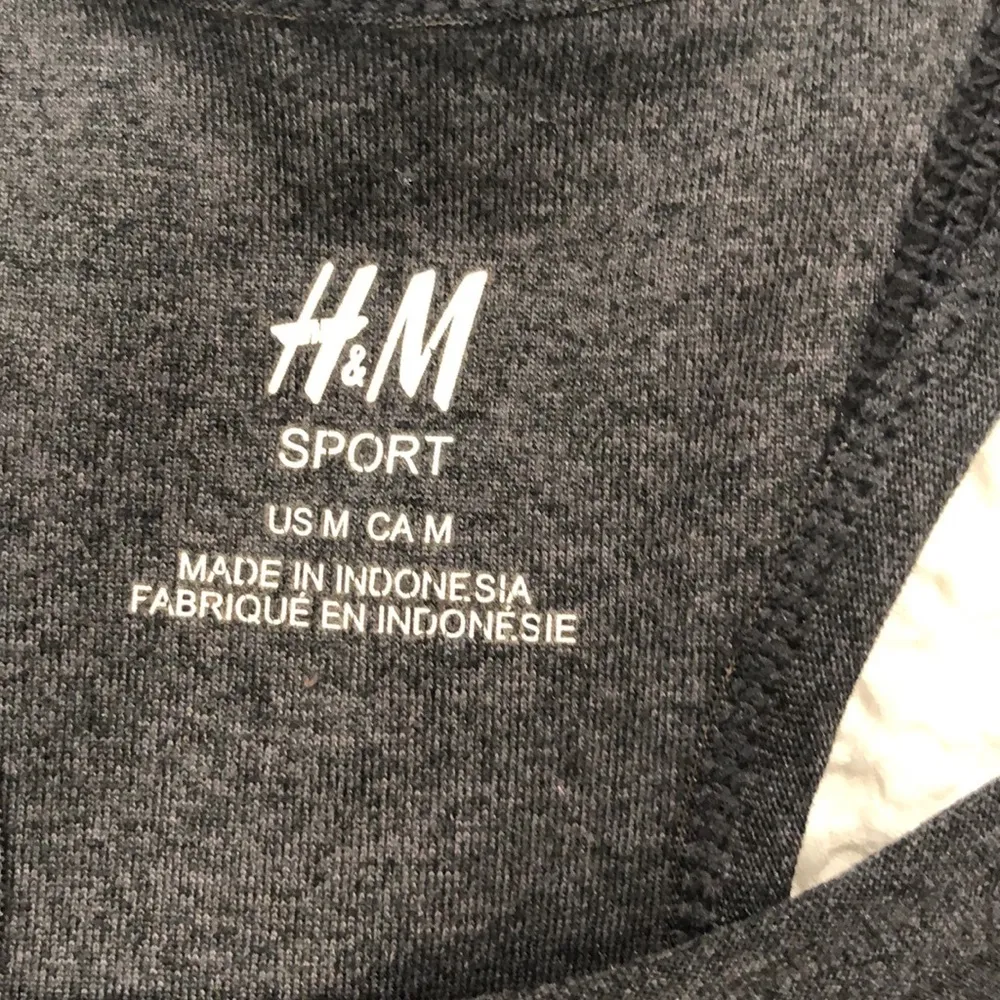 H&M
SPORT
US M CA M
MADE IN INDONESIA
FABRIQUÉ EN INDONÉSIE